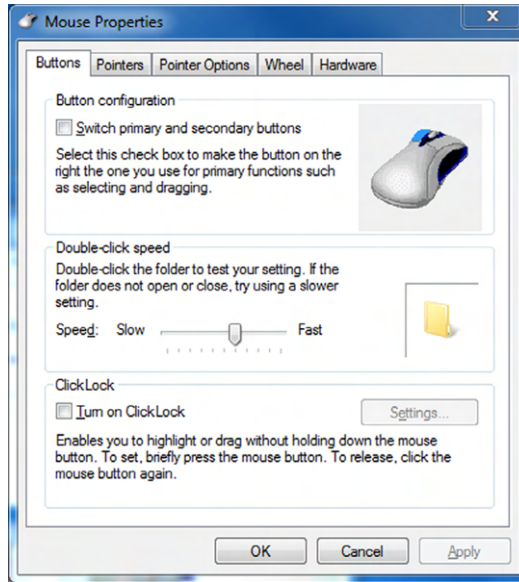 Mouse Properties
X
Buttons Pointers Pointer Options Wheel Hardware
Button configuration
Switch primary and secondary buttons
Select this check box to make the button on the
right the one you use for primary functions such
as selecting and dragging.
Double-click speed
Double-click the folder to test your setting. If the
folder does not open or close, try using a slower
setting.
Speed: Slow Fast
ClickLock
Turn on ClickLock
Settings...
Enables you to highlight or drag without holding down the mouse
button. To set, briefly press the mouse button. To release, click the
mouse button again.
OK Cancel Apply